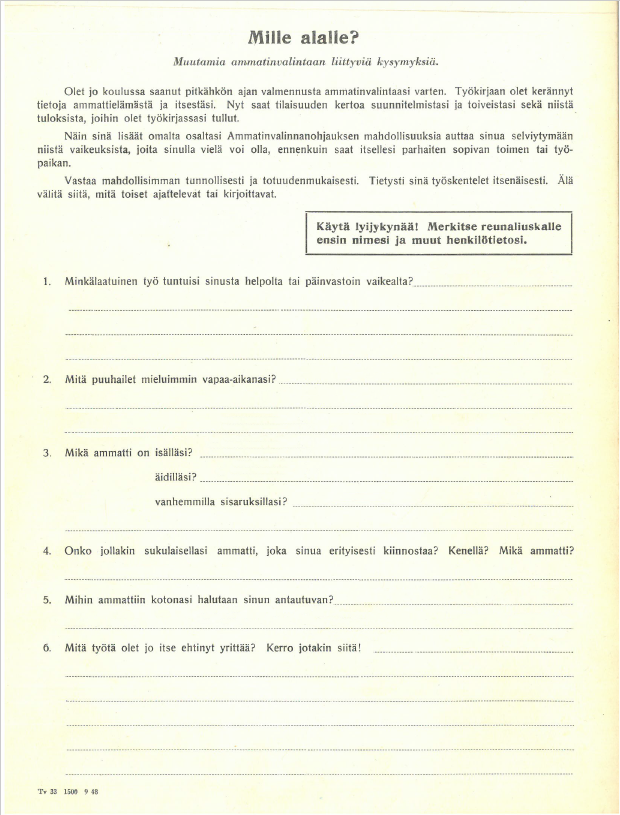 Mille alalle?
Muutamia ammatinvalintaan liittyviä kysymyksiä.
Olet jo koulussa saanut pitkähkön ajan valmennusta ammatinvalintaasi varten. Työkirjaan olet kerännyt
tietoja ammattielämästä ja itsestäsi. Nyt saat tilaisuuden kertoa suunnitelmistasi ja toiveistasi sekä niistä
tuloksista, joihin olet työkirjassasi tullut.
Näin sinä lisäät omalta osaltasi Ammatinvalinnanohjauksen mahdollisuuksia auttaa sinua selviytymään
niistä vaikeuksista, joita sinulla vielä voi olla, ennenkuin saat itsellesi parhaiten sopivan toimen tai työ-
paikan.
Vastaa mahdollisimman tunnollisesti ja totuudenmukaisesti. Tietysti sinä työskentelet itsenäisesti. Älä
välitä siitä, mitä toiset ajattelevat tai kirjoittavat.
Käytä lyijykynää! Merkitse reunaliuskalle
ensin nimesi ja muut henkilötietosi.
1. Minkälaatuinen työ tuntuisi sinusta helpolta tai päinvastoin vaikealta?
2. Mitä puuhailet mieluimmin vapaa-aikanasi?
3. Mikä ammatti on isälläsi?
äidilläsi?
vanhemmilla sisaruksillasi?
4. Onko jollakin sukulaisellasi ammatti, joka sinua erityisesti kiinnostaa? Kenellä? Mikä ammatti?
5. Mihin ammattiin kotonasi halutaan sinun antautuvan?
6. Mitä työtä olet jo itse ehtinyt yrittää? Kerro jotakin siitä!
Tv 33 1500 9 48